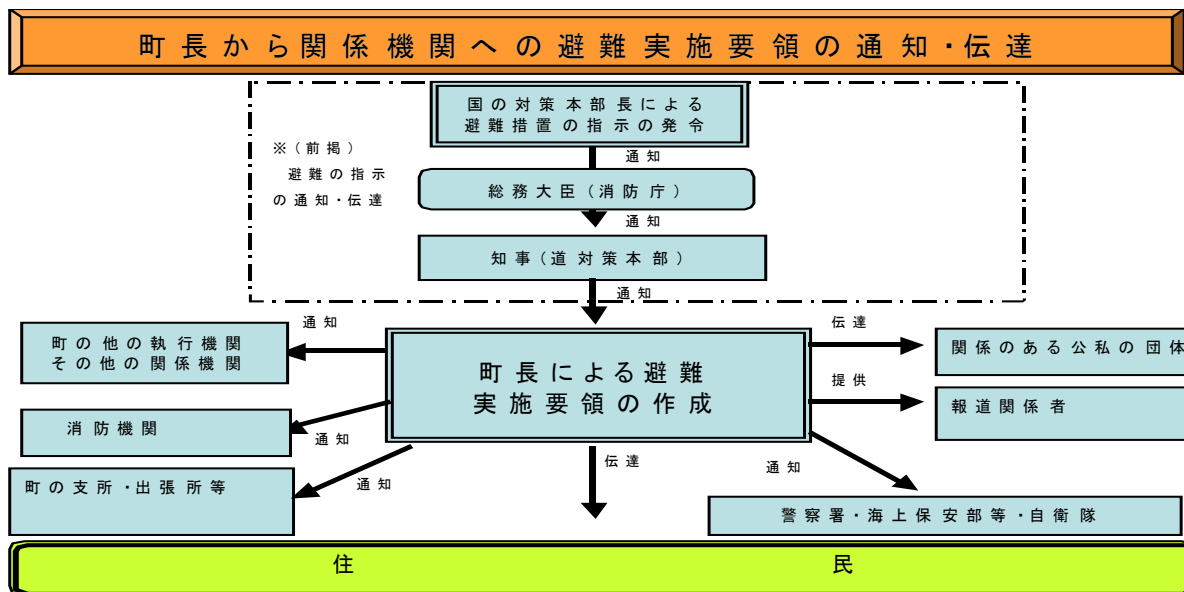 町長から関係機関への避難実施要領の通知・伝達
国の対策本部長による
避難措置の指示の発令
※(前掲)
避難の指示
の通知・伝達
通知
総務大臣(消防庁)
通知
知事(道対策本部)
通知
通知
伝達
町の他の執行機関
その他の関係機関
関係のある公私の団体
町長による避難
実施要領の作成
提供
報道関係者
消防機関
通知
伝達
通知
町の支所・出張所等
通知
警察署・海上保安部等・自衛隊
住民